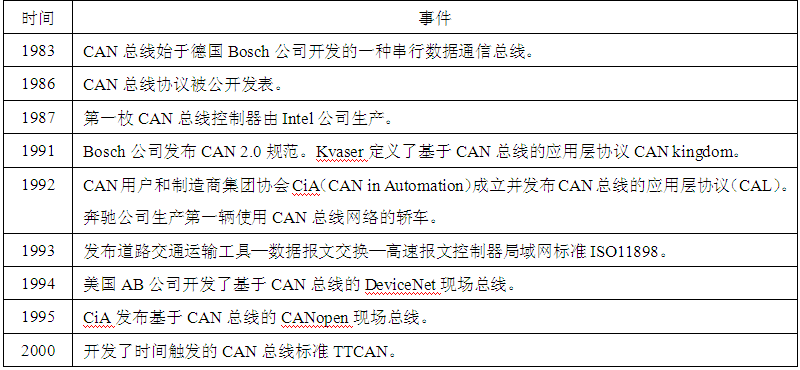 时间 事件
1983 CAN 总线始于德国 Bosch 公司开发的一种串行数据通信总线。
1986 CAN 总线协议被公开发表。
1987 第一枚 CAN 总线控制器由 Intel 公司生产。
1991 Bosch 公司发布 CAN 2.0 规范。Kvaser 定义了基于 CAN 总线的应用层协议 CAN kingdom。
1992 CAN 用户和制造商集团协会 CiA（CAN in Automation）成立并发布 CAN 总线的应用层协议（CAL）。
奔驰公司生产第一辆使用 CAN 总线网络的轿车。
1993 发布道路交通运输工具—数据报文交换—高速报文控制器局域网标准 ISO11898。
1994 美国 AB 公司开发了基于 CAN 总线的 DeviceNet 现场总线。
1995 CiA 发布基于 CAN 总线的 CANopen 现场总线。
2000 开发了时间触发的 CAN 总线标准 TTCAN。